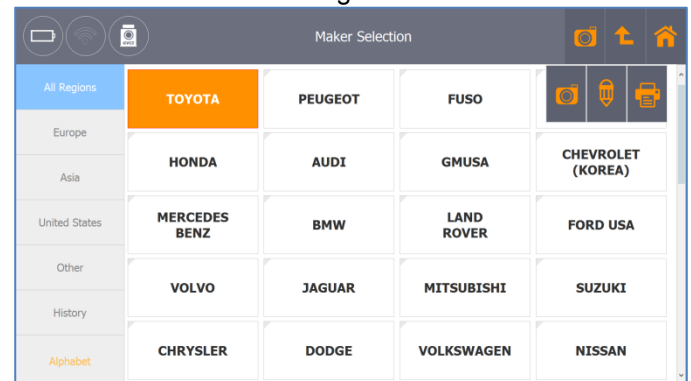 Maker Selection
All Regions
Europe
Asia
United States
Other
History
Alphabet
TOYOTA
PEUGEOT
FUSO
HONDA
AUDI
GMUSA
CHEVROLET
(KOREA)
MERCEDES
BENZ
BMW
LAND
ROVER
FORD USA
VOLVO
JAGUAR
MITSUBISHI
SUZUKI
CHRYSLER
DODGE
VOLKSWAGEN
NISSAN